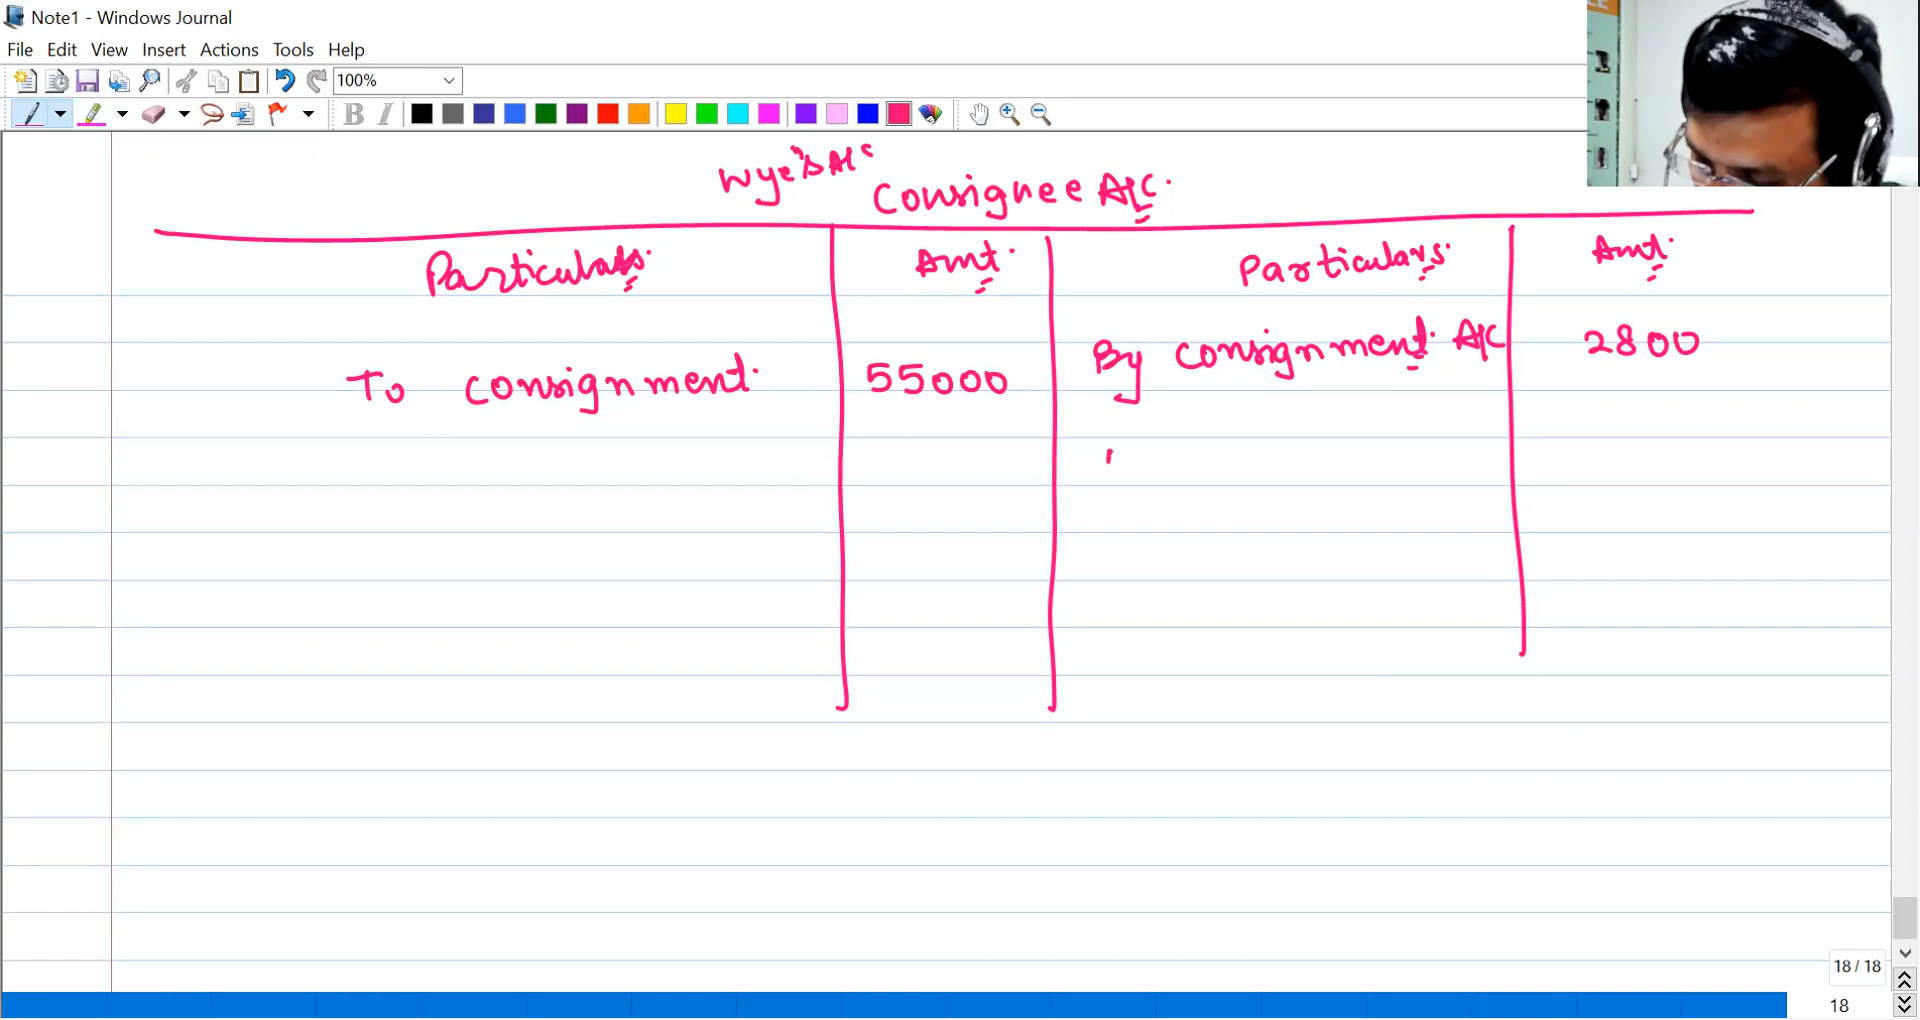 Note1 - Windows Journal
File Edit View Insert Actions Tools Help
100%
B I
Wye's A/c
Consignee A/C.
Particulars. Amt. Particulars. Amt.
By consignment. A/C 2800
To consignment. 55000
18 / 18
18